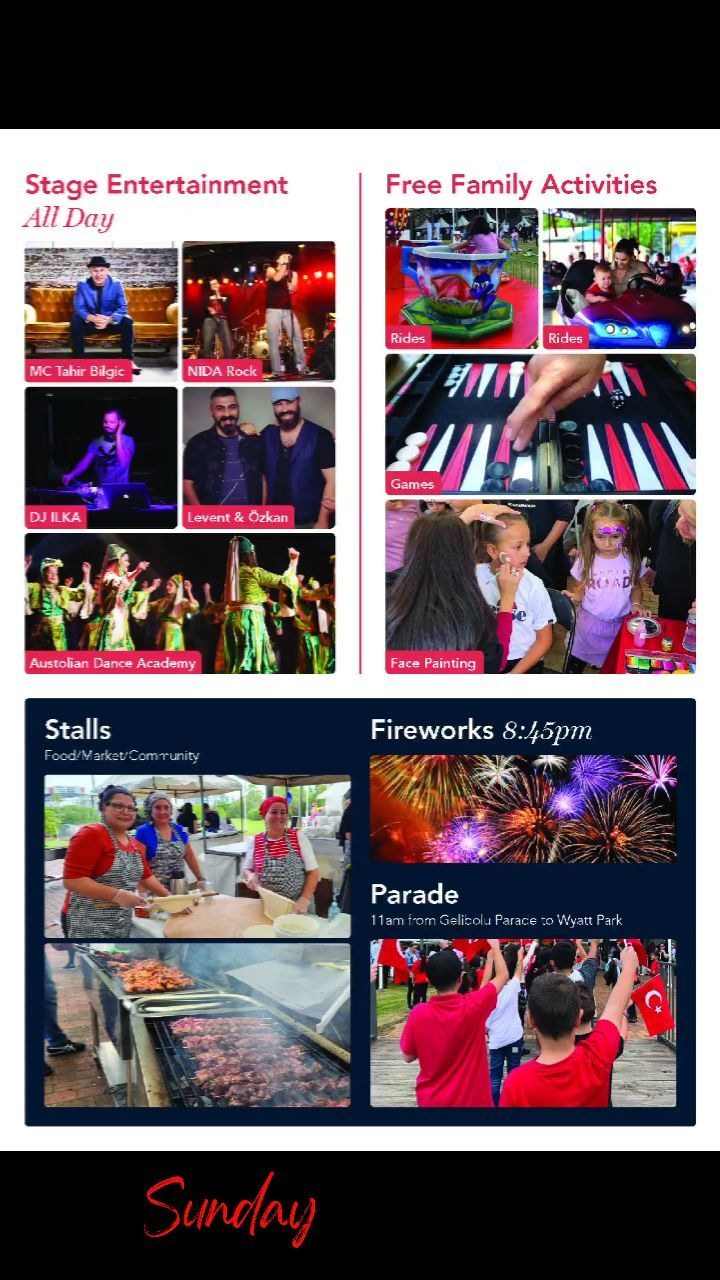 Stage Entertainment
All Day
MC Tahir Bilgic
NIDA Rock
DJ ILKA
Levent & Özkan
Austolian Dance Academy
Free Family Activities
Rides
Rides
Games
Face Painting
Stalls
Food/Market/Community
Fireworks 8:45pm
Parade
11am from Gelibolu Parade to Wyatt Park
Sunday